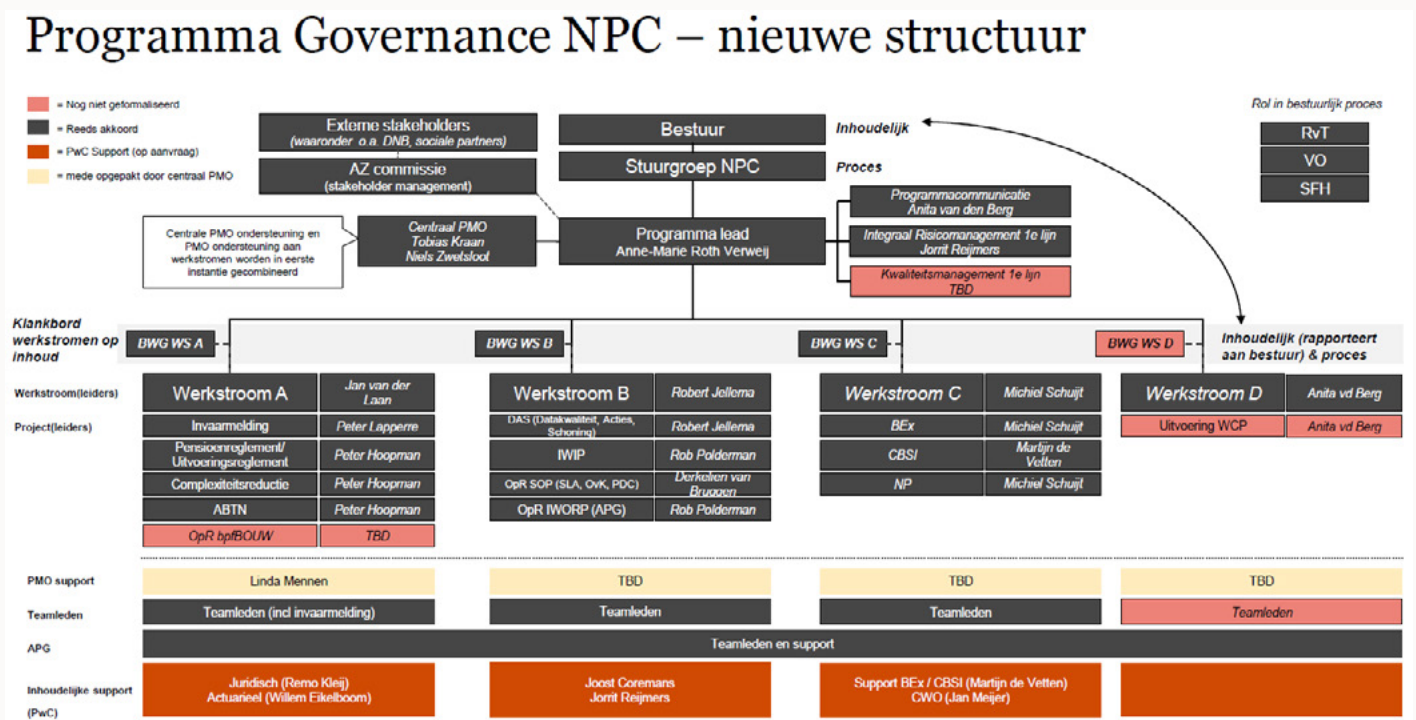 Programma Governance NPC – nieuwe structuur
= Nog niet geformaliseerd
= Reeds akkoord
= PwC Support (op aanvraag)
= mede opgepakt door centraal PMO
Externe stakeholders
(waaronder o.a. DNB, sociale partners)
AZ commissie
(stakeholder management)
Bestuur
Inhoudelijk
Stuurgroep NPC
Proces
Rol in bestuurlijk proces
RvT
VO
SFH
Centrale PMO ondersteuning en
PMO ondersteuning aan
werkstromen worden in eerste
instantie gecombineerd
Centraal PMO
Tobias Kraan
Niels Zwetsloot
Programma lead
Anne-Marie Roth Verweij
Programmacommunicatie
Anita van den Berg
Integraal Risicomanagement 1e lijn
Jorrit Reijmers
Kwaliteitsmanagement 1e lijn
TBD
Klankbord
werkstromen op
inhoud
BWG WS A
BWG WS B
BWG WS C
BWG WS D
Inhoudelijk (rapporteert
aan bestuur) & proces
Werkstroom(leiders)
Werkstroom A
Jan van der
Laan
Werkstroom B
Robert Jellema
Werkstroom C
Michiel Schuijt
Werkstroom D
Anita vd Berg
Project(leiders)
Invaarmelding
Peter Lapperre
DAS (Datakwaliteit, Acties,
Schoning)
Robert Jellema
BEx
Michiel Schuijt
Uitvoering WCP
Anita vd Berg
Pensioenreglement/
Uitvoeringsreglement
Peter Hoopman
IWIP
Rob Polderman
CBSI
Martijn de
Vetten
Complexiteitsreductie
Peter Hoopman
OpR SOP (SLA, OvK, PDC)
Derkelien van
Bruggen
NP
Michiel Schuijt
ABTN
Peter Hoopman
OpR IWORP (APG)
Rob Polderman
OpR bpfBOUW
TBD
PMO support
Linda Mennen
TBD
TBD
TBD
Teamleden
Teamleden (incl invaarmelding)
Teamleden
Teamleden
Teamleden
APG
Teamleden en support
Inhoudelijke support
(PwC)
Juridisch (Remo Kleij)
Actuarieel (Willem Eikelboom)
Joost Coremans
Jorrit Reijmers
Support BEx / CBSI (Martijn de Vetten)
CWO (Jan Meijer)